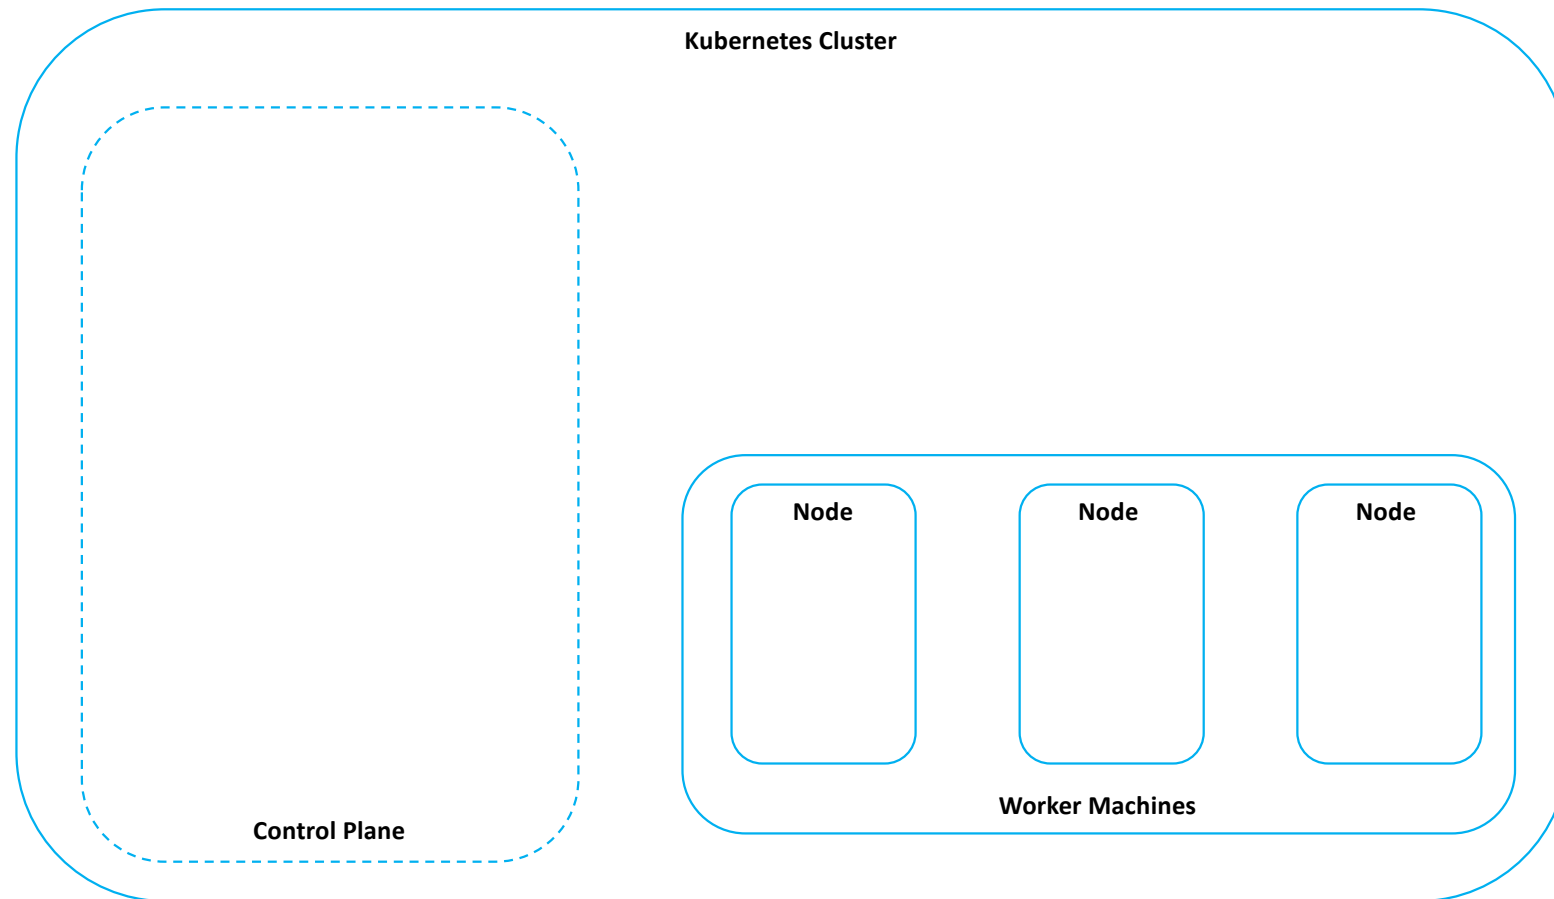 Kubernetes Cluster
Node
Node
Node
Worker Machines
Control Plane